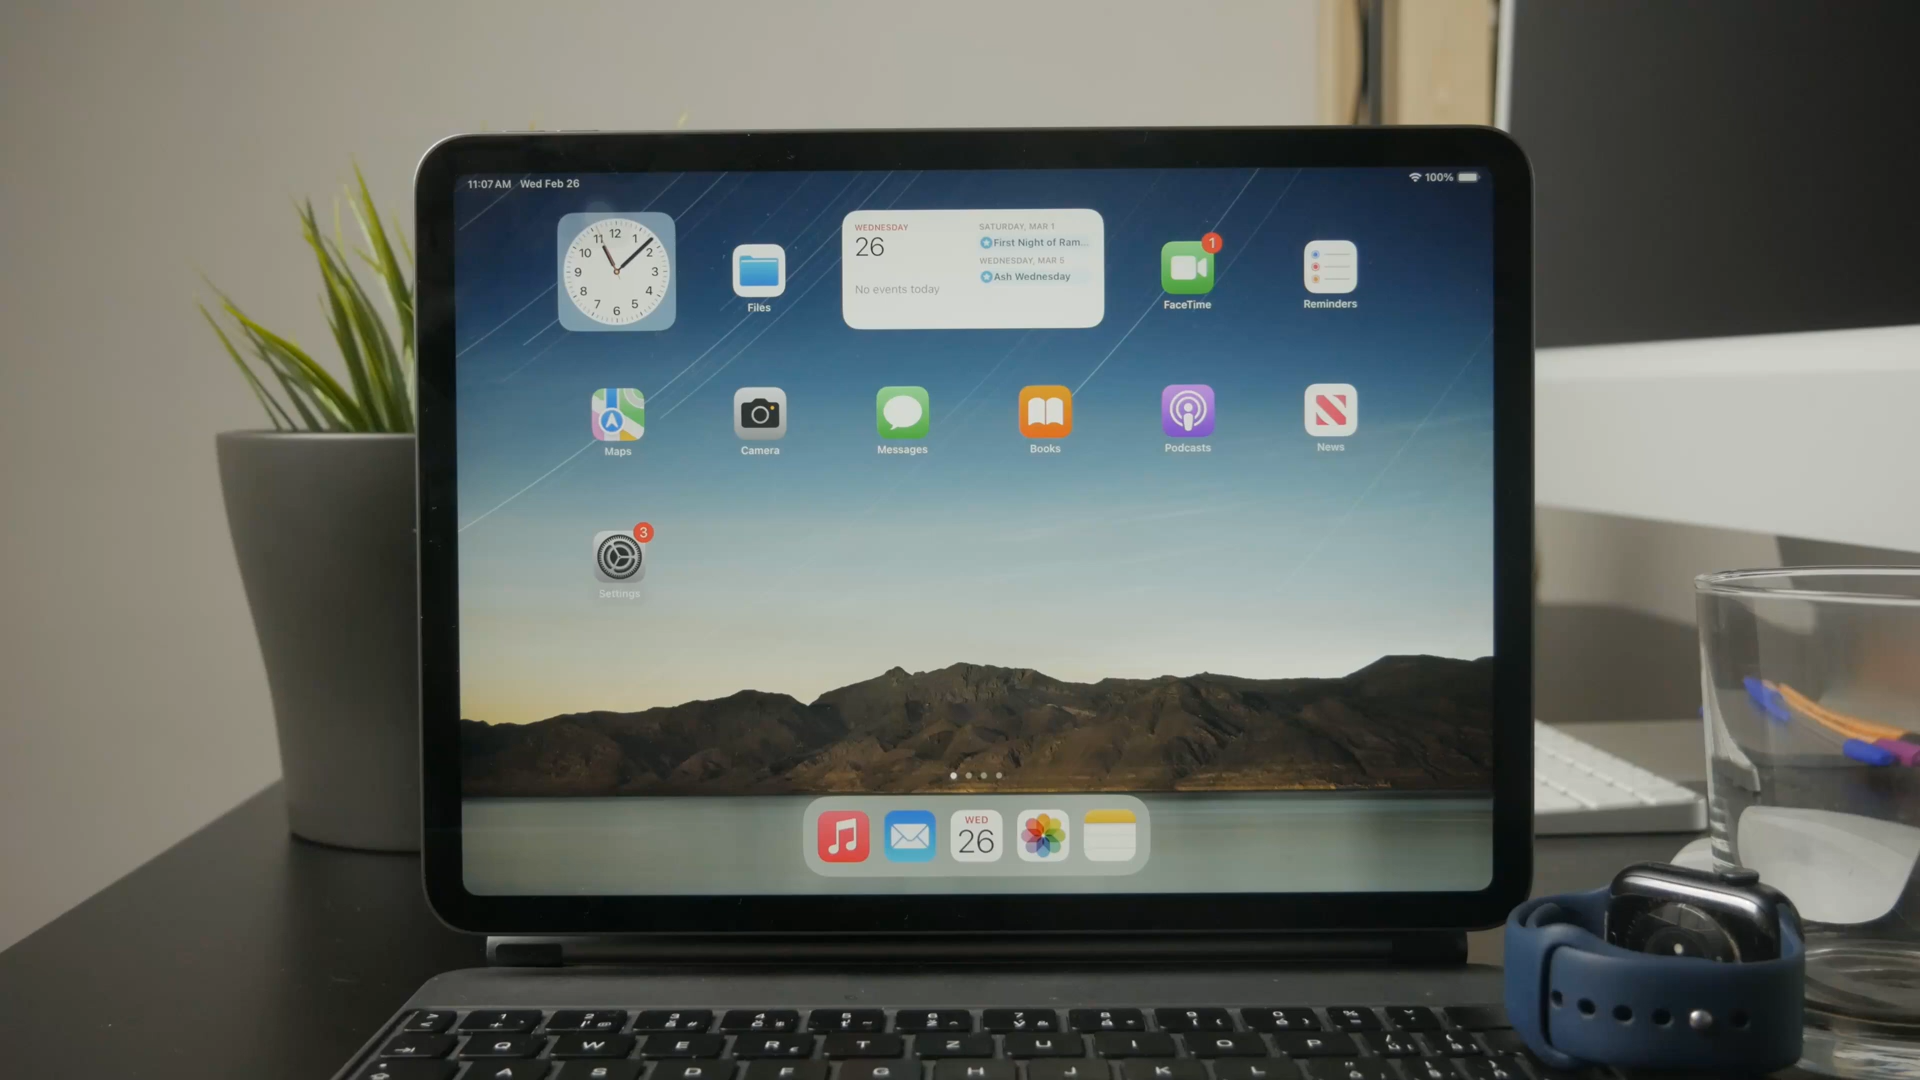 11:07 AM Wed Feb 26
100%
11 12 1
10 2
9 3
8 4
7 6 5
Files
WEDNESDAY
26
No events today
SATURDAY, MAR 1
First Night of Ram...
WEDNESDAY, MAR 5
Ash Wednesday
1
FaceTime
Reminders
Maps
Camera
Messages
Books
Podcasts
News
3
Settings
WED
26
Q W E R T Z U I O P
A S D F G H J K L